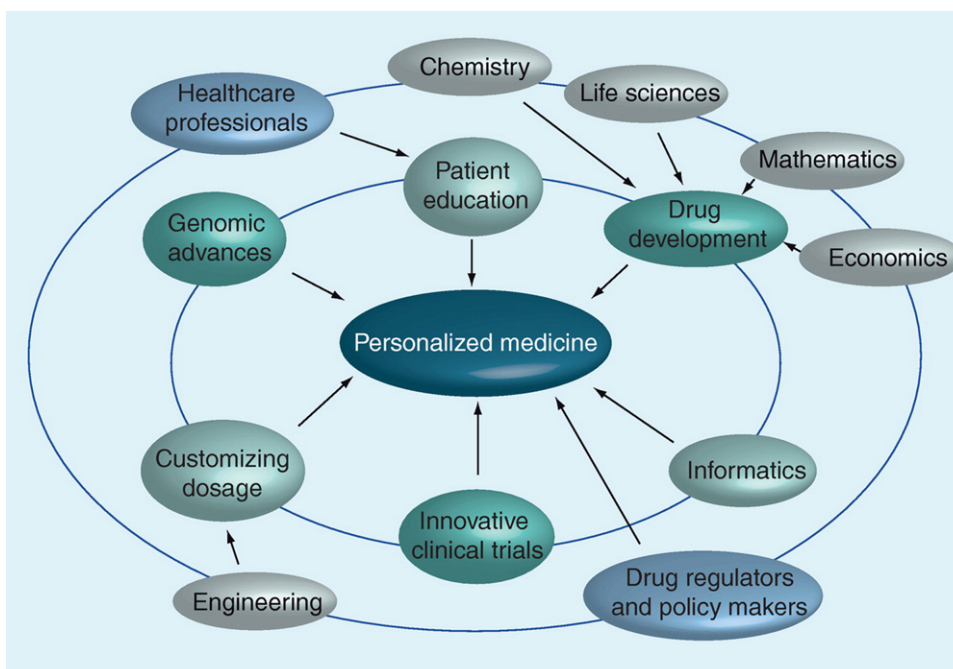 Chemistry
Healthcare
professionals
Life sciences
Mathematics
Patient
education
Genomic
advances
Drug
development
Economics
Personalized medicine
Customizing
dosage
Informatics
Innovative
clinical trials
Drug regulators
and policy makers
Engineering